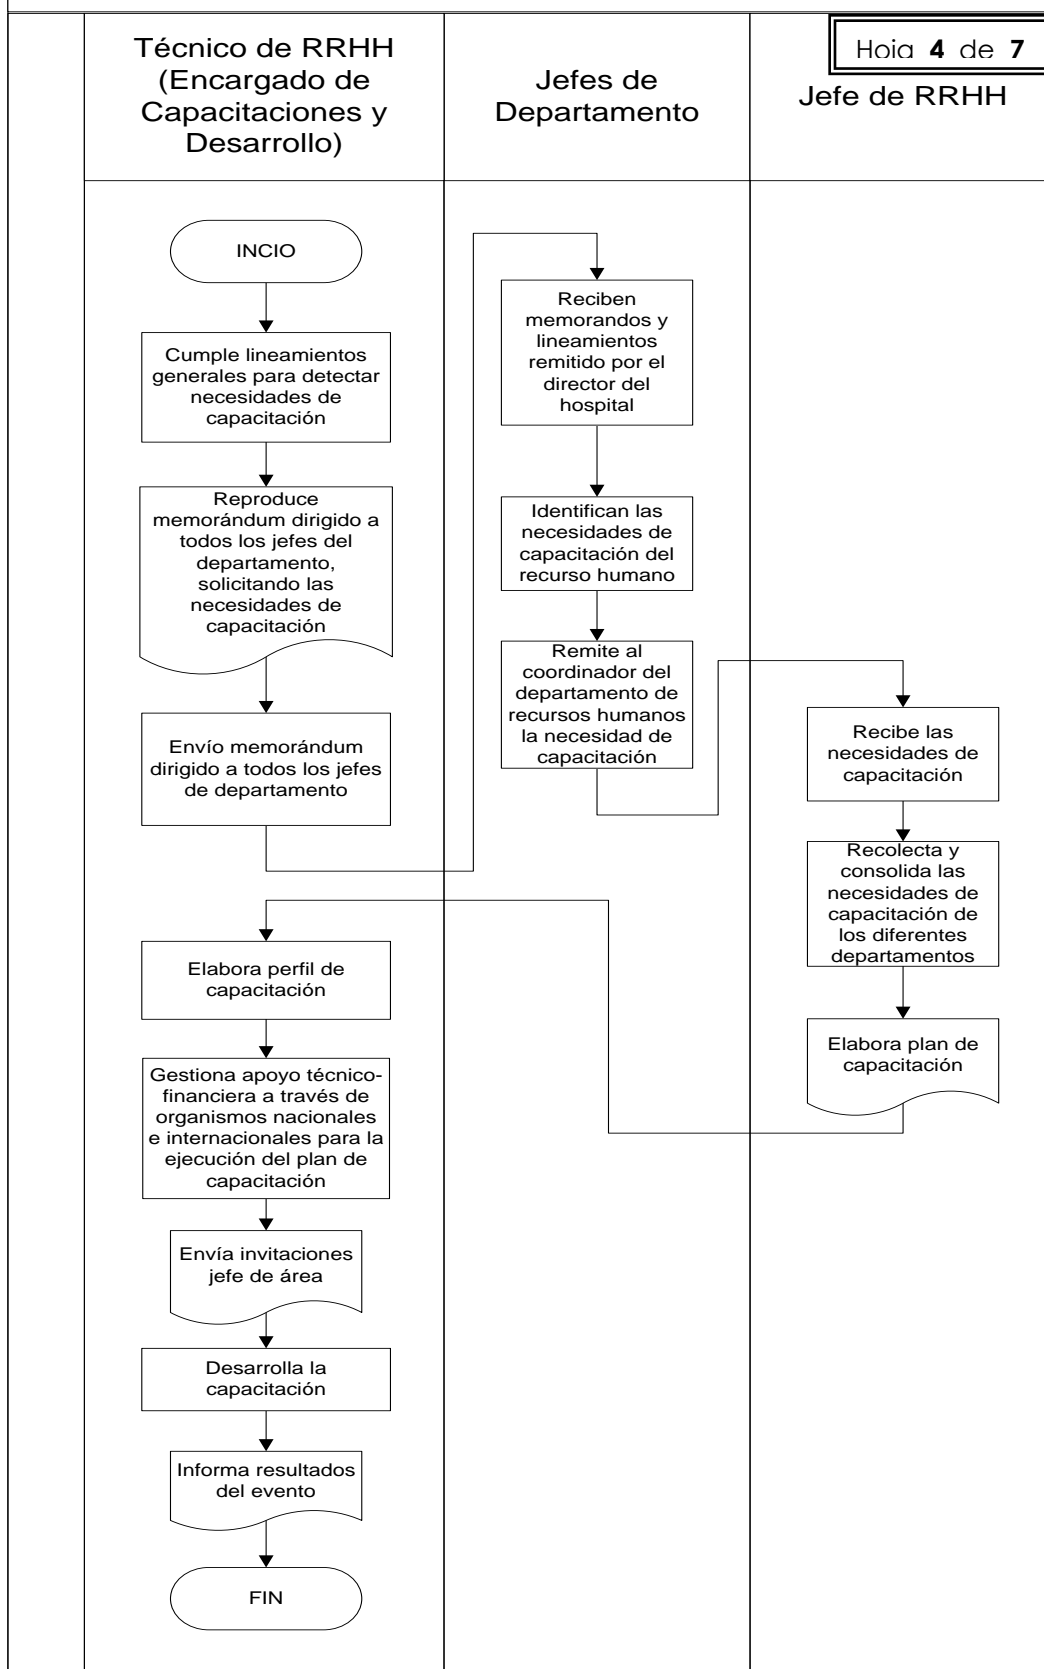 Técnico de RRHH
(Encargado de
Capacitaciones y
Desarrollo)
Jefes de
Departamento
Hoja 4 de 7
Jefe de RRHH
INCIO
Cumple lineamientos
generales para detectar
necesidades de
capacitación
Reproduce
memorándum dirigido a
todos los jefes del
departamento,
solicitando las
necesidades de
capacitación
Envío memorándum
dirigido a todos los jefes
de departamento
Reciben
memorandos y
lineamientos
remitido por el
director del
hospital
Identifican las
necesidades de
capacitación del
recurso humano
Remite al
coordinador del
departamento de
recursos humanos
la necesidad de
capacitación
Recibe las
necesidades de
capacitación
Recolecta y
consolida las
necesidades de
capacitación de
los diferentes
departamentos
Elabora plan de
capacitación
Elabora perfil de
capacitación
Gestiona apoyo técnico-
financiera a través de
organismos nacionales
e internacionales para la
ejecución del plan de
capacitación
Envía invitaciones
jefe de área
Desarrolla la
capacitación
Informa resultados
del evento
FIN